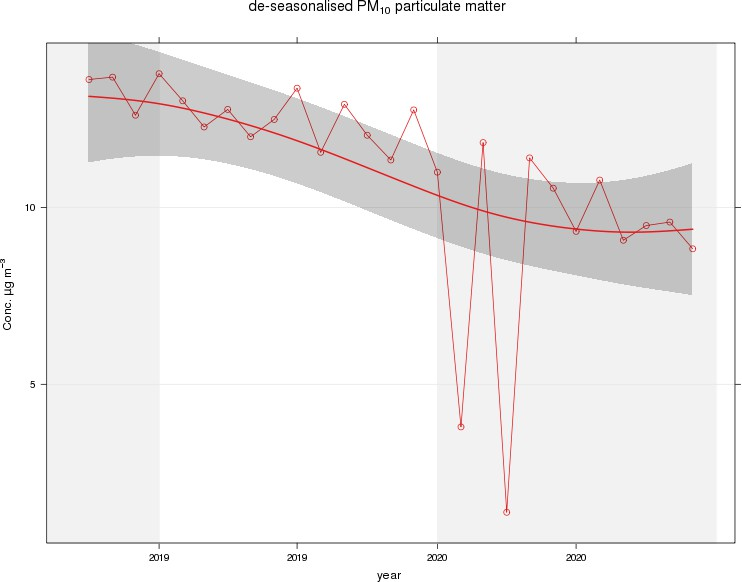 de-seasonalised PM₁₀ particulate matter
Conc. µg m⁻³
10
5
2019 2019 2020 2020
year